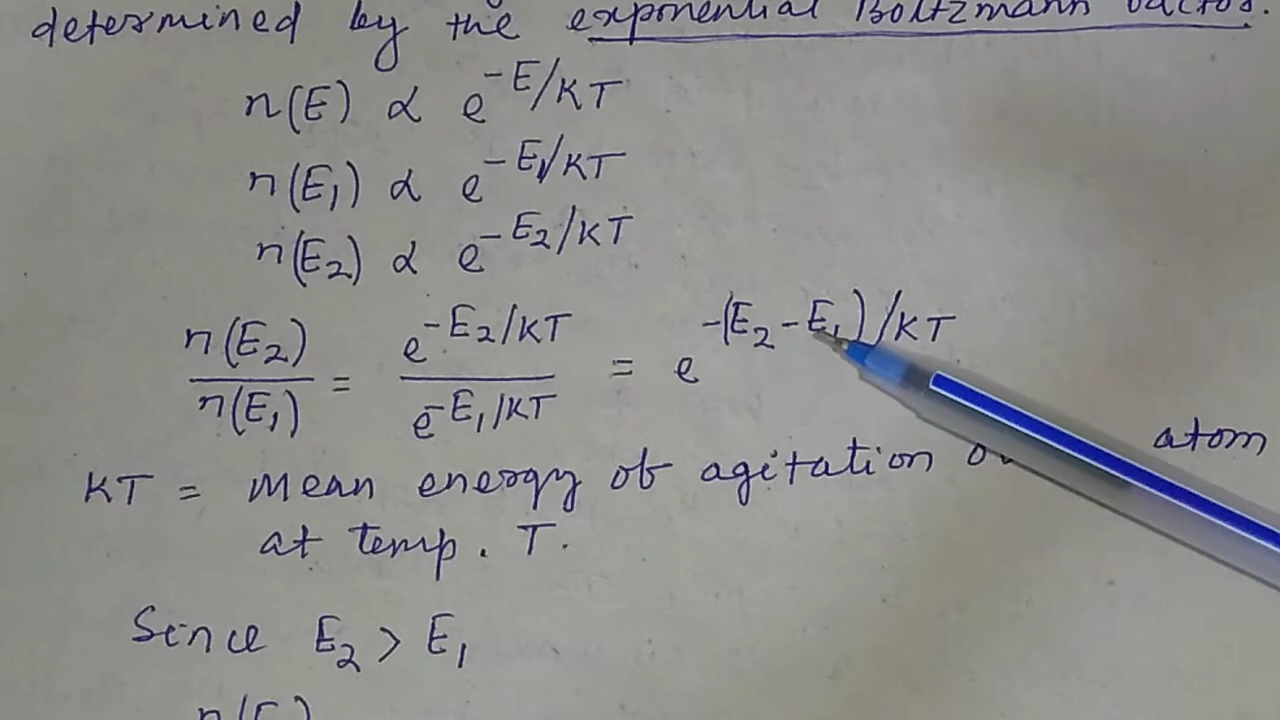 determined by the exponential Boltzmann
n(E) ∝ e^{-E/KT}
n(E₁) ∝ e^{-E₁/KT}
n(E₂) ∝ e^{-E₂/KT}
n(E₂)/n(E₁) = e^{-E₂/KT}/e^{-E₁/KT} = e^{-(E₂-E₁)/KT}
KT = Mean energy of agitation atom
at temp. T.
Since E₂ > E₁